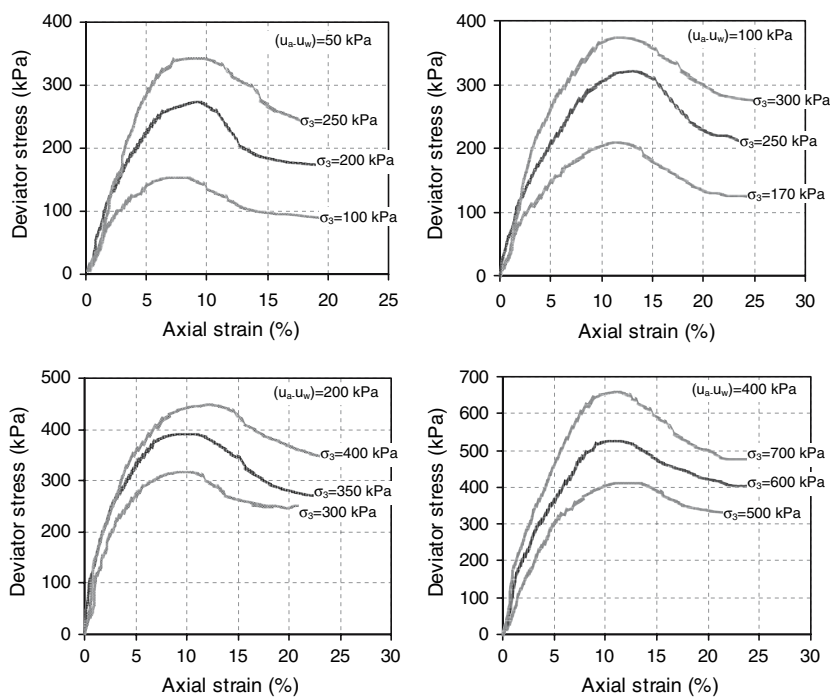 (uₐ-u_w)=50 kPa
Deviator stress (kPa)
400
300
200
100
0
σ₃=250 kPa
σ₃=200 kPa
σ₃=100 kPa
0 5 10 15 20 25
Axial strain (%)
(uₐ-u_w)=100 kPa
Deviator stress (kPa)
400
300
200
100
0
σ₃=300 kPa
σ₃=250 kPa
σ₃=170 kPa
0 5 10 15 20 25 30
Axial strain (%)
(uₐ-u_w)=200 kPa
Deviator stress (kPa)
500
400
300
200
100
0
σ₃=400 kPa
σ₃=350 kPa
σ₃=300 kPa
0 5 10 15 20 25 30
Axial strain (%)
(uₐ-u_w)=400 kPa
Deviator stress (kPa)
700
600
500
400
300
200
100
0
σ₃=700 kPa
σ₃=600 kPa
σ₃=500 kPa
0 5 10 15 20 25 30
Axial strain (%)